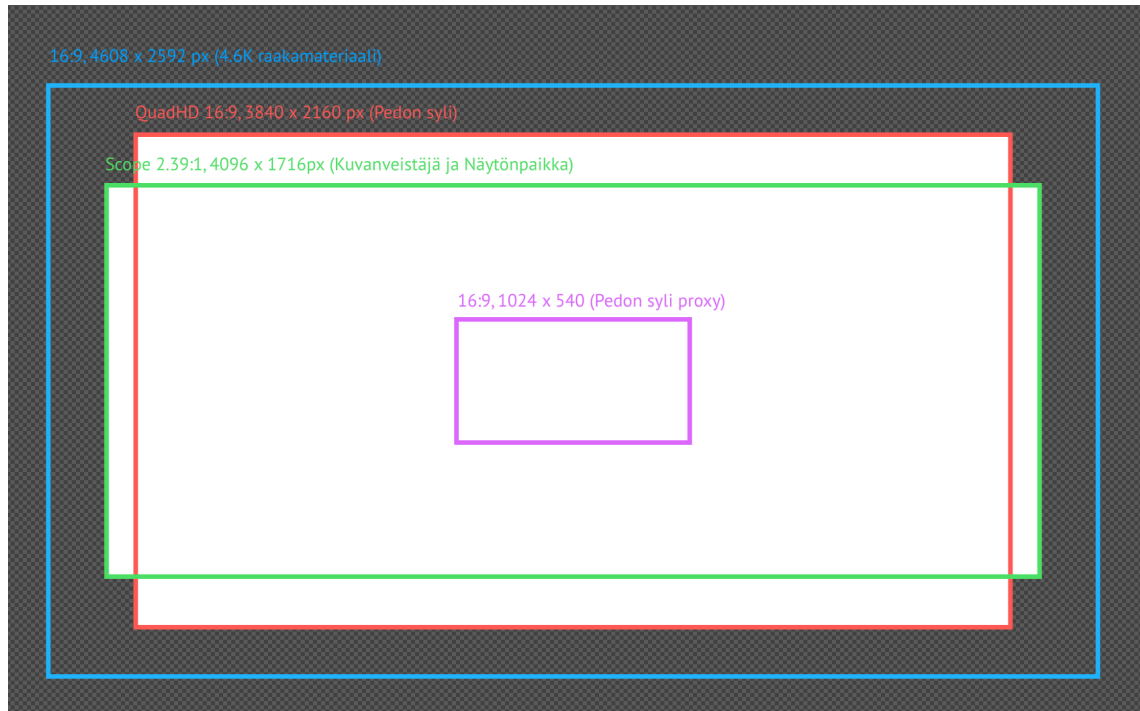 16:9, 4608 x 2592 px (4.6K raakamateriaali)
QuadHD 16:9, 3840 x 2160 px (Pedon syli)
Scope 2.39:1, 4096 x 1716px (Kuvanveistäjä ja Näytönpaikka)
16:9, 1024 x 540 (Pedon syli proxy)